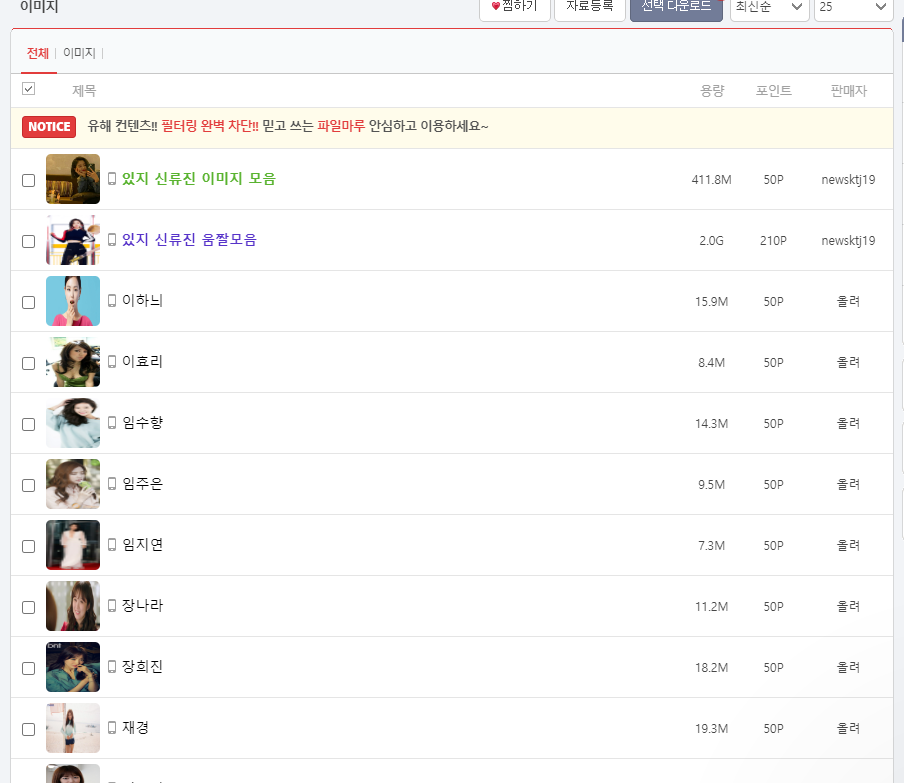 이미지
찜하기 자료등록 선택 다운로드 최신순 25
전체 이미지
제목 용량 포인트 판매자
NOTICE 유해 컨텐츠!! 필터링 완벽 차단!! 믿고 쓰는 파일마루 안심하고 이용하세요~
있지 신류진 이미지 모음 411.8M 50P newsktj19
있지 신류진 움짤모음 2.0G 210P newsktj19
이하늬 15.9M 50P 올려
이효리 8.4M 50P 올려
임수향 14.3M 50P 올려
임주은 9.5M 50P 올려
임지연 7.3M 50P 올려
장나라 11.2M 50P 올려
장희진 18.2M 50P 올려
재경 19.3M 50P 올려